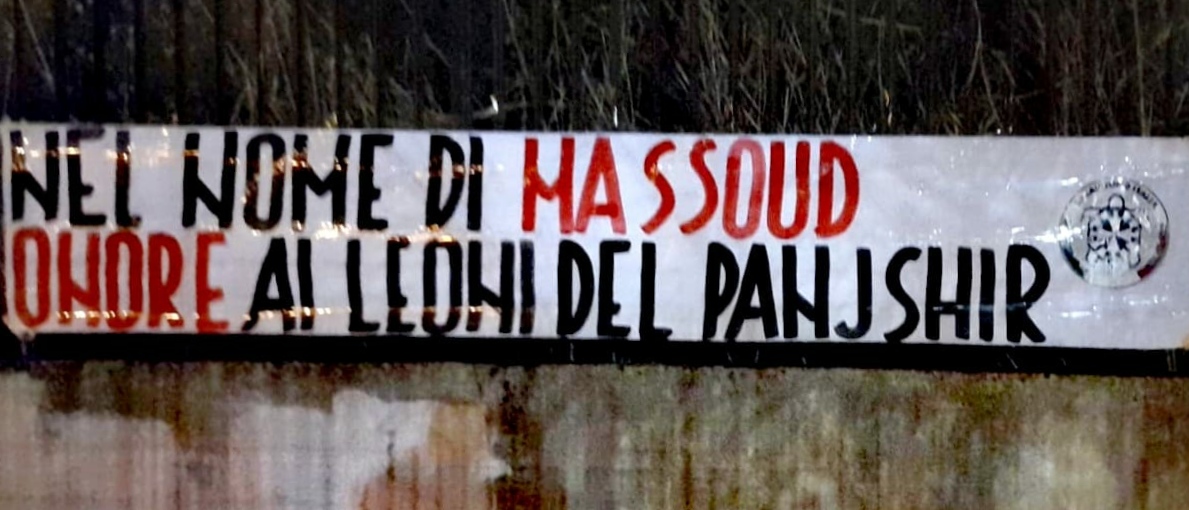 NEL NOME DI MASSOUD
ONORE AI LEONI DEL PANJSHIR